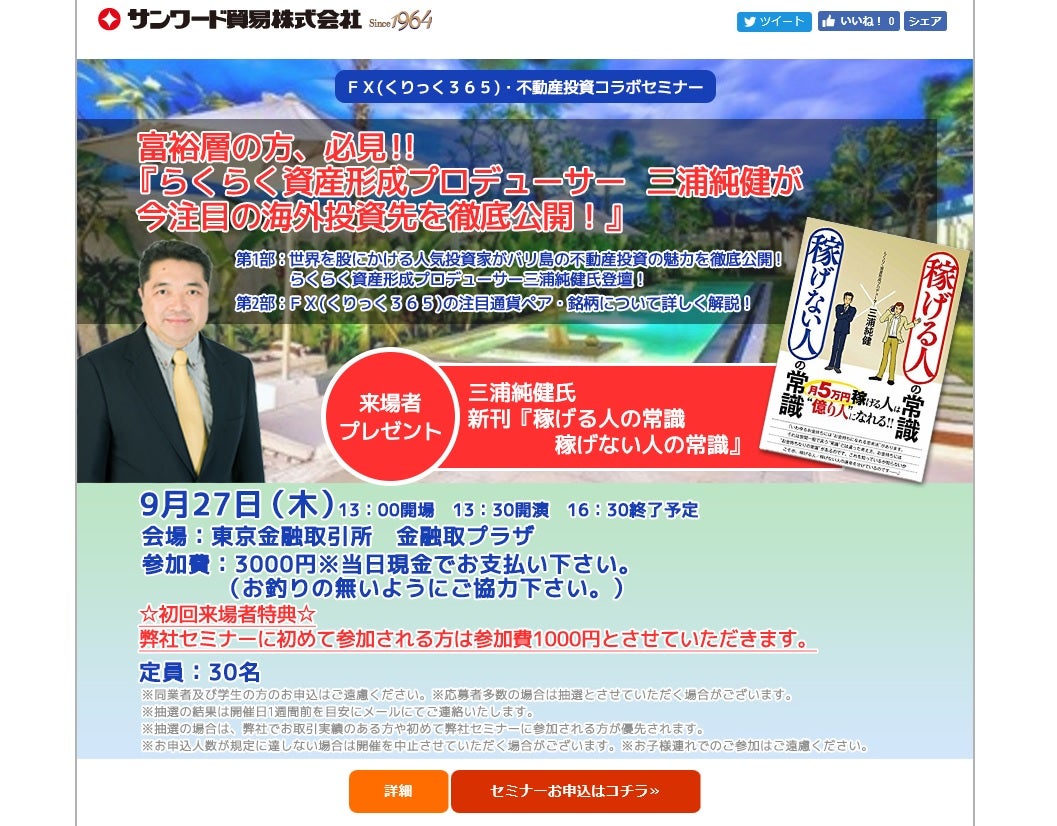 サンワード貿易株式会社 Since 1964
ツイート いいね！ 0 シェア
ＦＸ(くりっく３６５)・不動産投資コラボセミナー
富裕層の方、必見!!
『らくらく資産形成プロデューサー 三浦純健が
今注目の海外投資先を徹底公開！』
第1部：世界を股にかける人気投資家がバリ島の不動産投資の魅力を徹底公開！
らくらく資産形成プロデューサー三浦純健氏登壇！
第2部：ＦＸ(くりっく３６５)の注目通貨ペア・銘柄について詳しく解説！
稼げる人の常識
稼げない人の常識
三浦純健
月5万円稼げる人は
"億り人"になれる!!
来場者
プレゼント
三浦純健氏
新刊『稼げる人の常識
稼げない人の常識』
9月27日（木）13：00開場 13：30開演 16：30終了予定
会場：東京金融取引所 金融取プラザ
参加費：3000円※当日現金でお支払い下さい。
（お釣りの無いようにご協力下さい。）
☆初回来場者特典☆
弊社セミナーに初めて参加される方は参加費1000円とさせていただきます。
定員：30名
※同業者及び学生の方のお申込はご遠慮ください。※応募者多数の場合は抽選とさせていただく場合がございます。
※抽選の結果は開催日1週間前を目安にメールにてご連絡いたします。
※抽選の場合は、弊社でお取引実績のある方や初めて弊社セミナーに参加される方が優先されます。
※お申込人数が規定に達しない場合は開催を中止させていただく場合がございます。※お子様連れでのご参加はご遠慮ください。
詳細 セミナーお申込はコチラ»